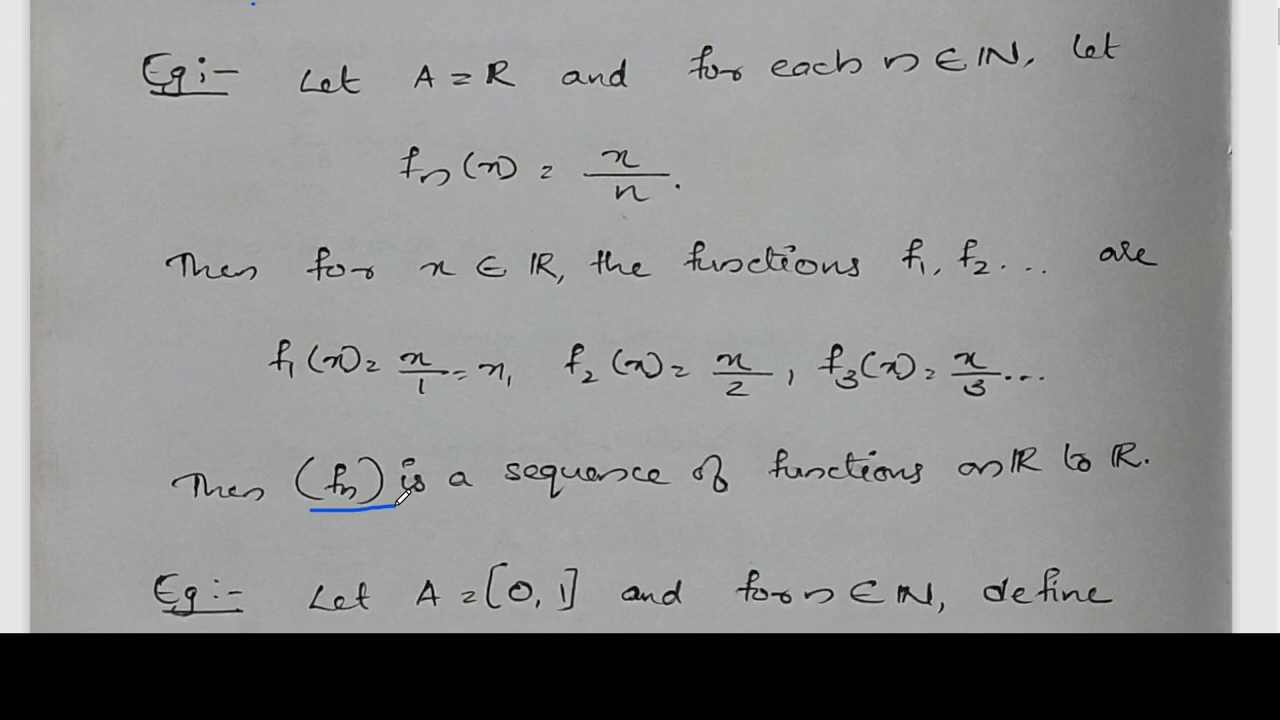 Eg :- Let A = R and for each n ∈ ℕ, let
fₙ(x) = x/n.
Then for x ∈ ℝ, the functions f₁, f₂ ... are
f₁(x) = x/1 = x, f₂(x) = x/2, f₃(x) = x/3 ...
Then (fₙ) is a sequence of functions on ℝ to ℝ.
Eg :- Let A = [0, 1] and for n ∈ ℕ, define